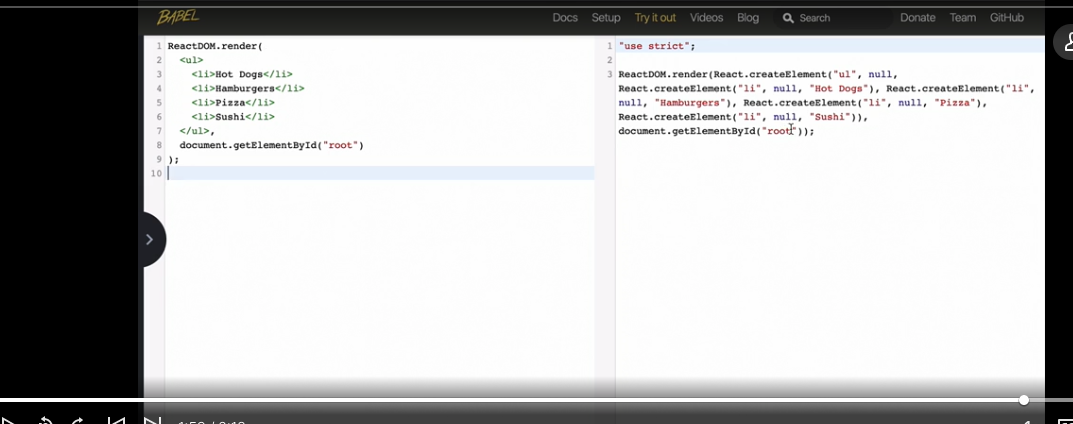 BABEL
Docs Setup Try it out Videos Blog Search Donate Team GitHub
1 ReactDOM.render(
2 <ul>
3 <li>Hot Dogs</li>
4 <li>Hamburgers</li>
5 <li>Pizza</li>
6 <li>Sushi</li>
7 </ul>,
8 document.getElementById("root")
9 );
10
1 "use strict";
2
3 ReactDOM.render(React.createElement("ul", null,
React.createElement("li", null, "Hot Dogs"), React.createElement("li",
null, "Hamburgers"), React.createElement("li", null, "Pizza"),
React.createElement("li", null, "Sushi")),
document.getElementById("root"));